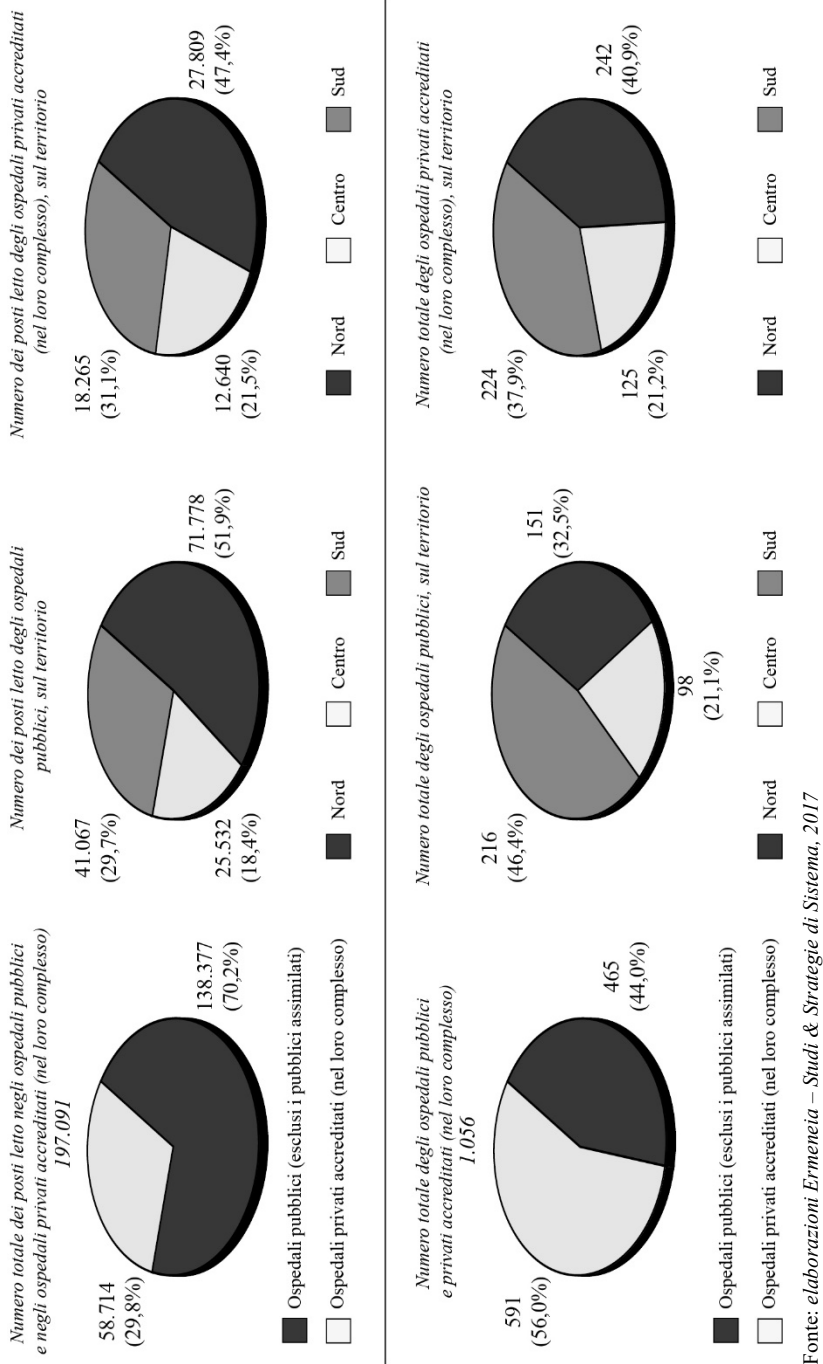 Numero totale dei posti letto negli ospedali pubblici
e negli ospedali privati accreditati (nel loro complesso)
197.091
58.714
(29,8%)
138.377
(70,2%)
Ospedali pubblici (esclusi i pubblici assimilati)
Ospedali privati accreditati (nel loro complesso)
Numero dei posti letto degli ospedali
pubblici, sul territorio
41.067
(29,7%)
71.778
(51,9%)
25.532
(18,4%)
Nord
Centro
Sud
Numero dei posti letto degli ospedali privati accreditati
(nel loro complesso), sul territorio
18.265
(31,1%)
27.809
(47,4%)
12.640
(21,5%)
Nord
Centro
Sud
Numero totale degli ospedali pubblici
e privati accreditati (nel loro complesso)
1.056
591
(56,0%)
465
(44,0%)
Ospedali pubblici (esclusi i pubblici assimilati)
Ospedali privati accreditati (nel loro complesso)
Numero totale degli ospedali pubblici, sul territorio
216
(46,4%)
151
(32,5%)
98
(21,1%)
Nord
Centro
Sud
Numero totale degli ospedali privati accreditati
(nel loro complesso), sul territorio
224
(37,9%)
242
(40,9%)
125
(21,2%)
Nord
Centro
Sud
Fonte: elaborazioni Ermeneia – Studi & Strategie di Sistema, 2017